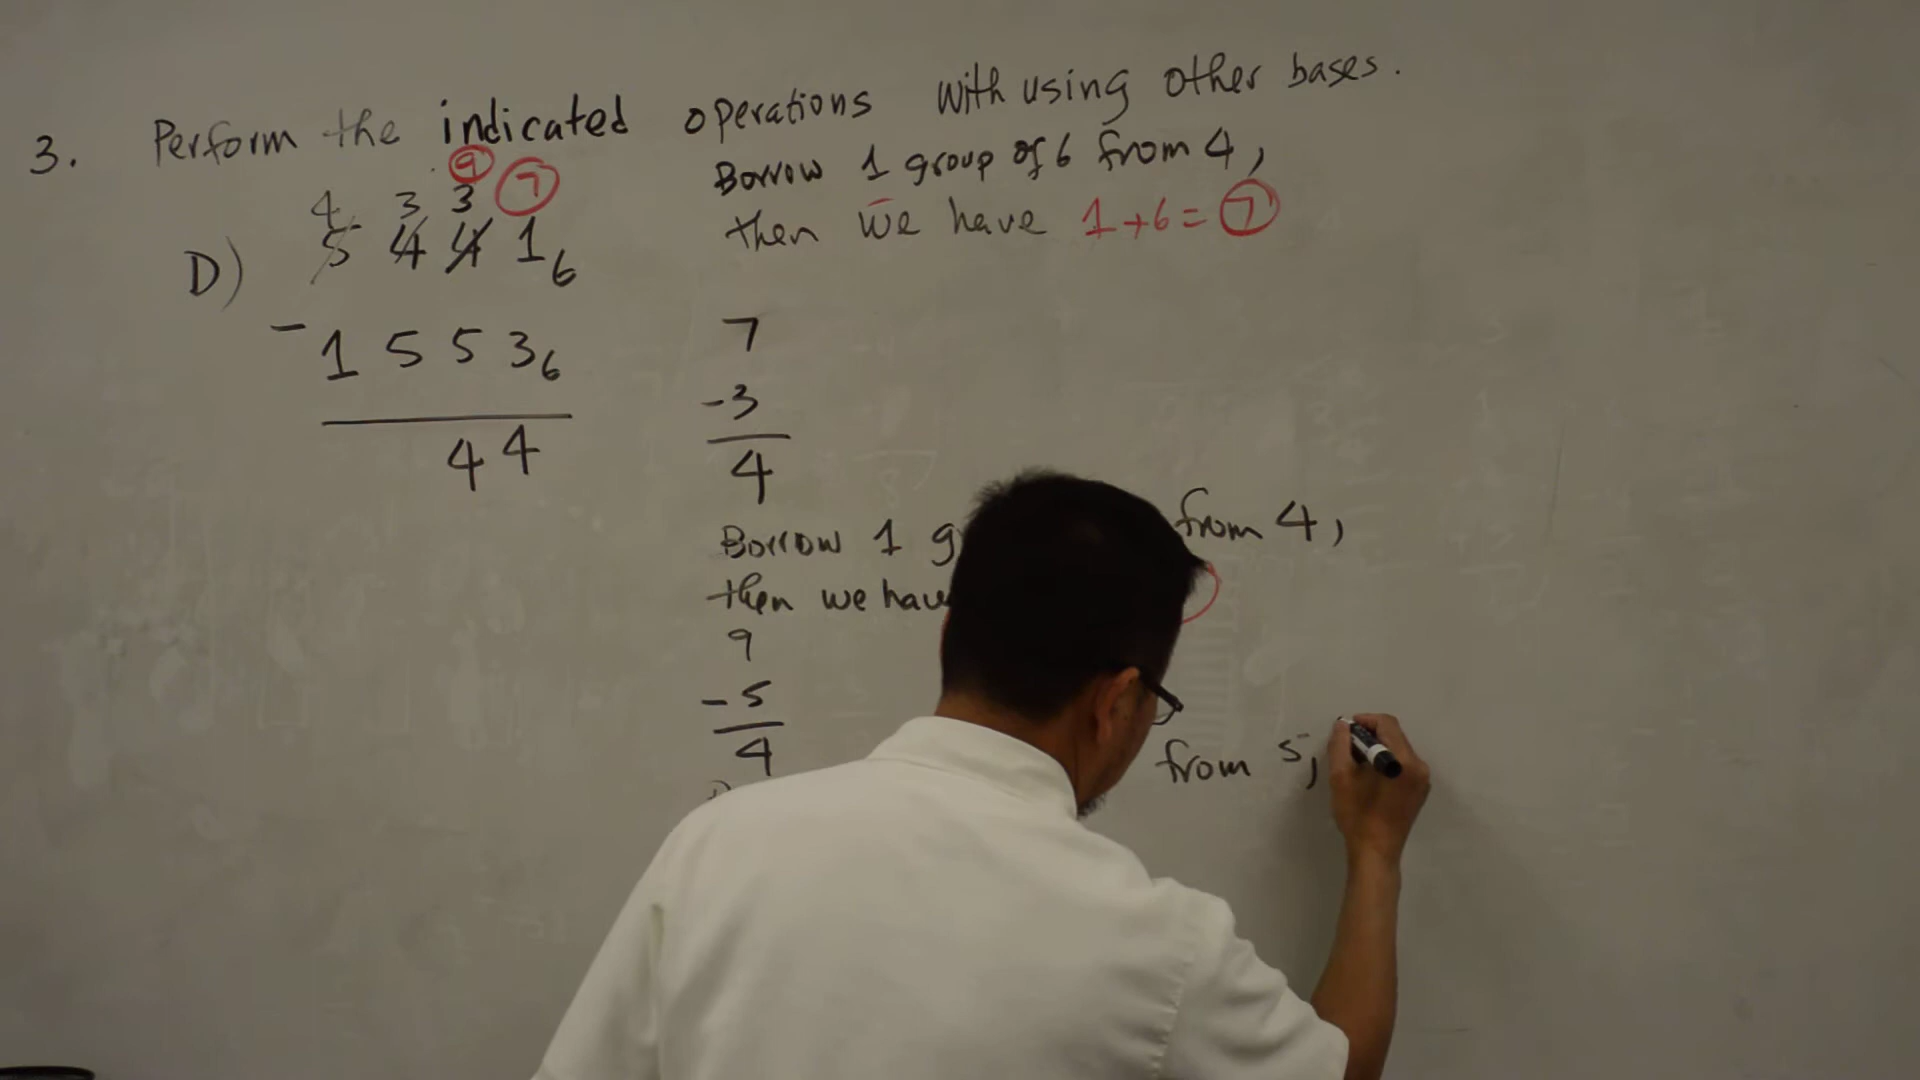 3. Perform the indicated operations with using other bases.
9
4 3 3 7
D) 5 4 4 1 6
- 1 5 5 3 6
4 4
Borrow 1 group of 6 from 4,
then we have 1+6=7
7
-3
4
Borrow 1 from 4,
then we have
9
-5
4
from 5,